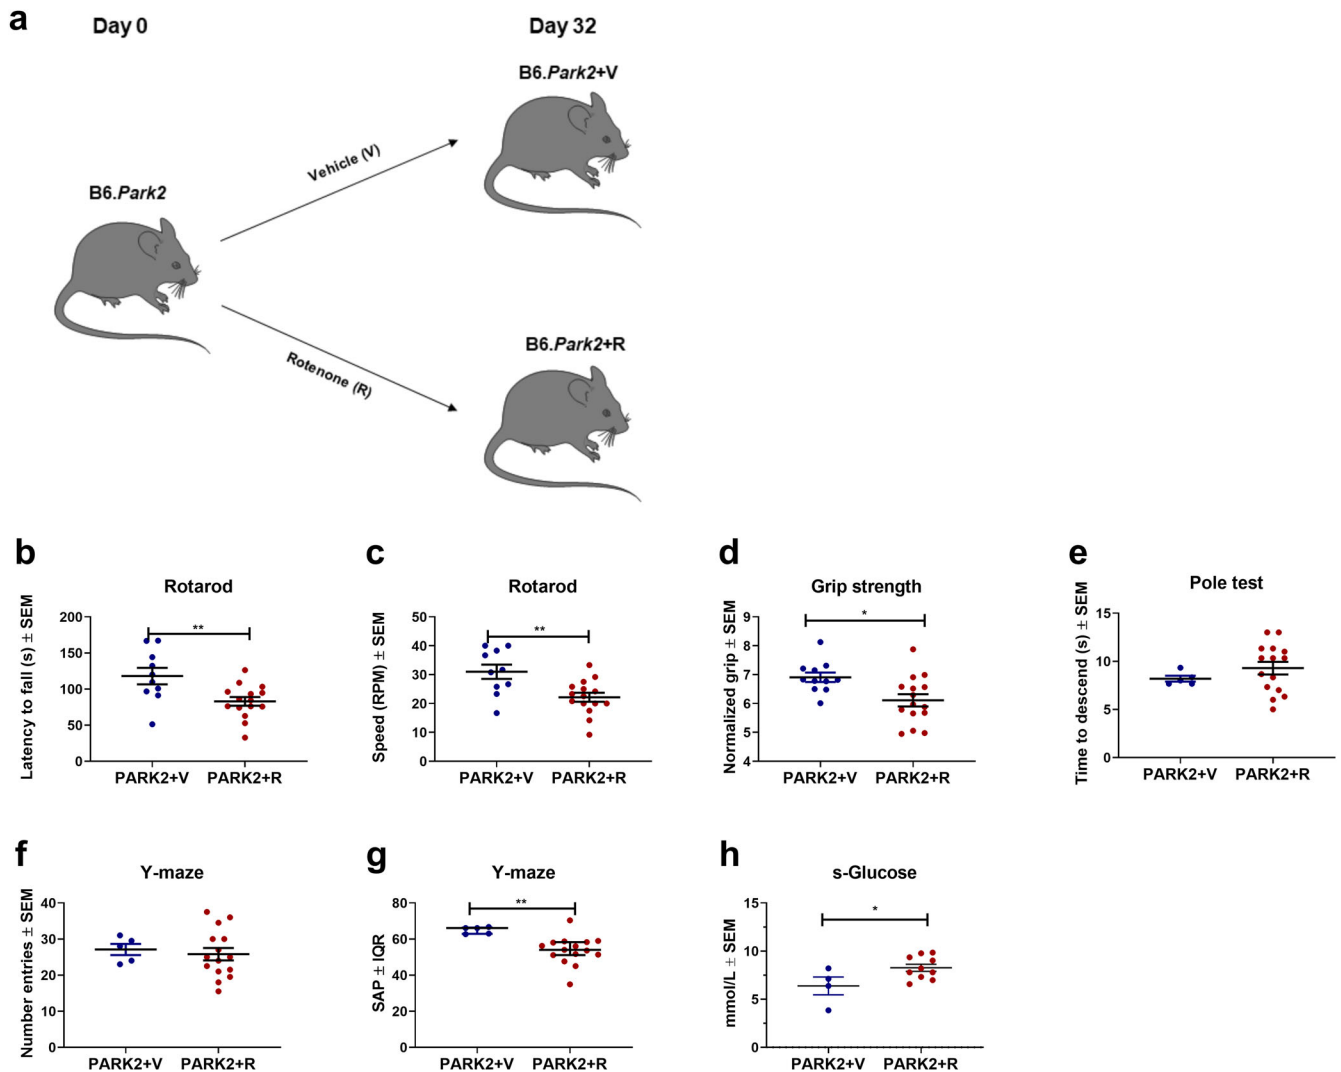 a
Day 0
Day 32
B6.Park2+V
Vehicle (V)
B6.Park2
B6.Park2+R
Rotenone (R)
b
Rotarod
Latency to fall (s) ± SEM
200
150
100
50
0
**
PARK2+V
PARK2+R
c
Rotarod
Speed (RPM) ± SEM
50
40
30
20
10
0
**
PARK2+V
PARK2+R
d
Grip strength
Normalized grip ± SEM
9
8
7
6
5
4
*
PARK2+V
PARK2+R
e
Pole test
Time to descend (s) ± SEM
15
10
5
0
PARK2+V
PARK2+R
f
Y-maze
Number entries ± SEM
40
30
20
10
0
PARK2+V
PARK2+R
g
Y-maze
SAP ± IQR
80
60
40
20
0
**
PARK2+V
PARK2+R
h
s-Glucose
mmol/L ± SEM
15
10
5
0
*
PARK2+V
PARK2+R